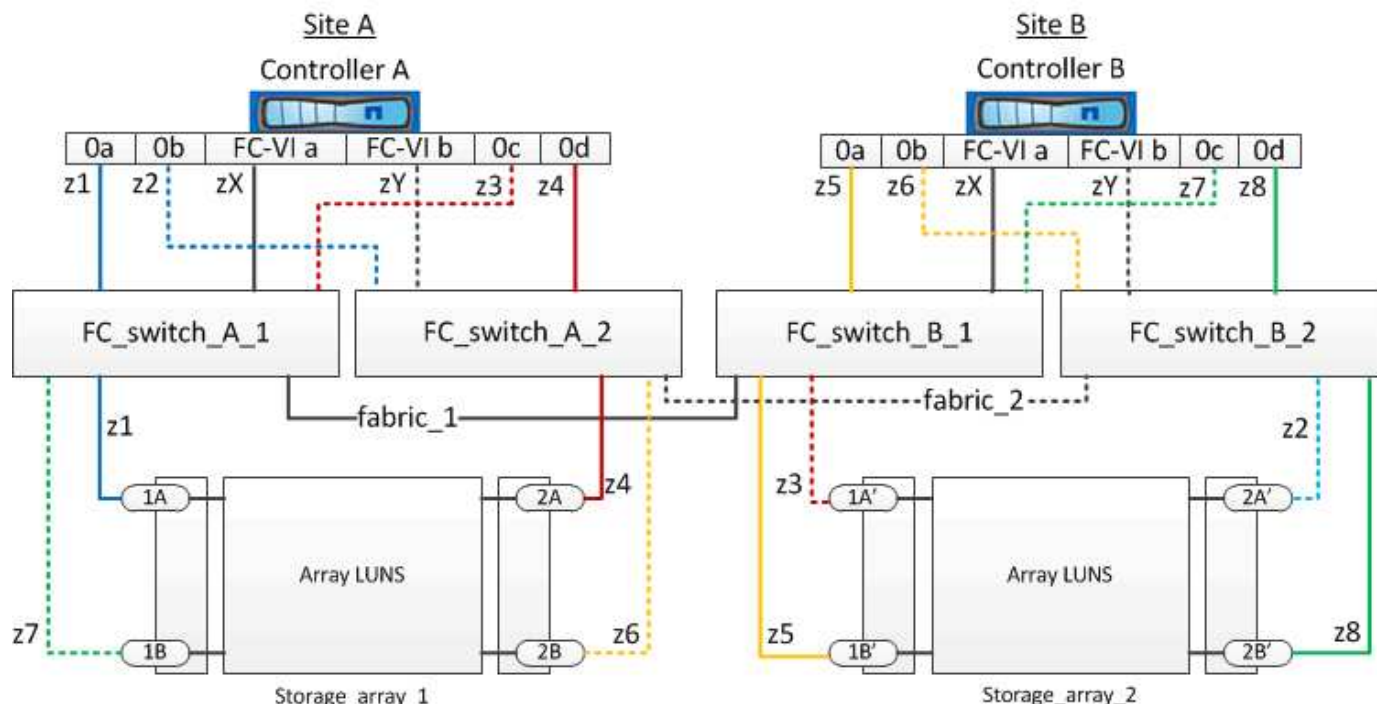 Site A
Site B
Controller A
Controller B
0a 0b FC-VI a FC-VI b 0c 0d
0a 0b FC-VI a FC-VI b 0c 0d
z1 z2 zX zY z3 z4
z5 z6 zX zY z7 z8
FC_switch_A_1
FC_switch_A_2
FC_switch_B_1
FC_switch_B_2
fabric_1
fabric_2
z1
z4
z3
z2
1A
2A
1A'
2A'
Array LUNS
Array LUNS
z7
z6
z5
z8
1B
2B
1B'
2B'
Storage_array_1
Storage_array_2